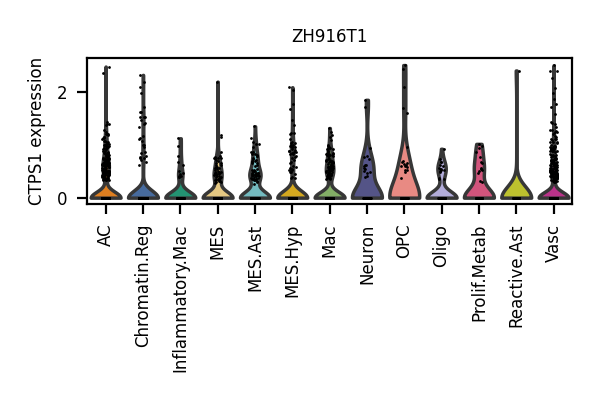 ZH916T1
CTPS1 expression
2
0
AC
Chromatin.Reg
Inflammatory.Mac
MES
MES.Ast
MES.Hyp
Mac
Neuron
OPC
Oligo
Prolif.Metab
Reactive.Ast
Vasc